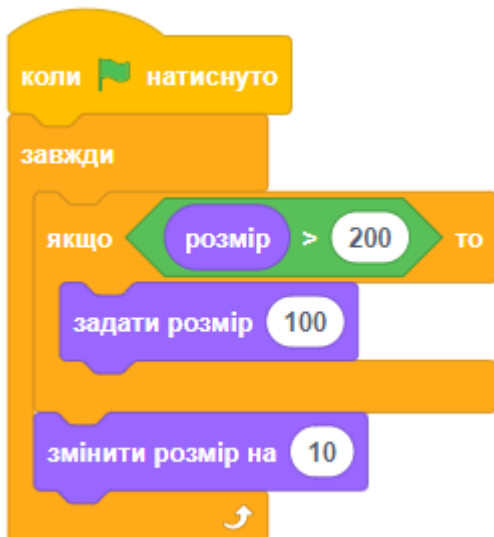 коли натиснуто
завжди
якщо розмір > 200 то
задати розмір 100
змінити розмір на 10